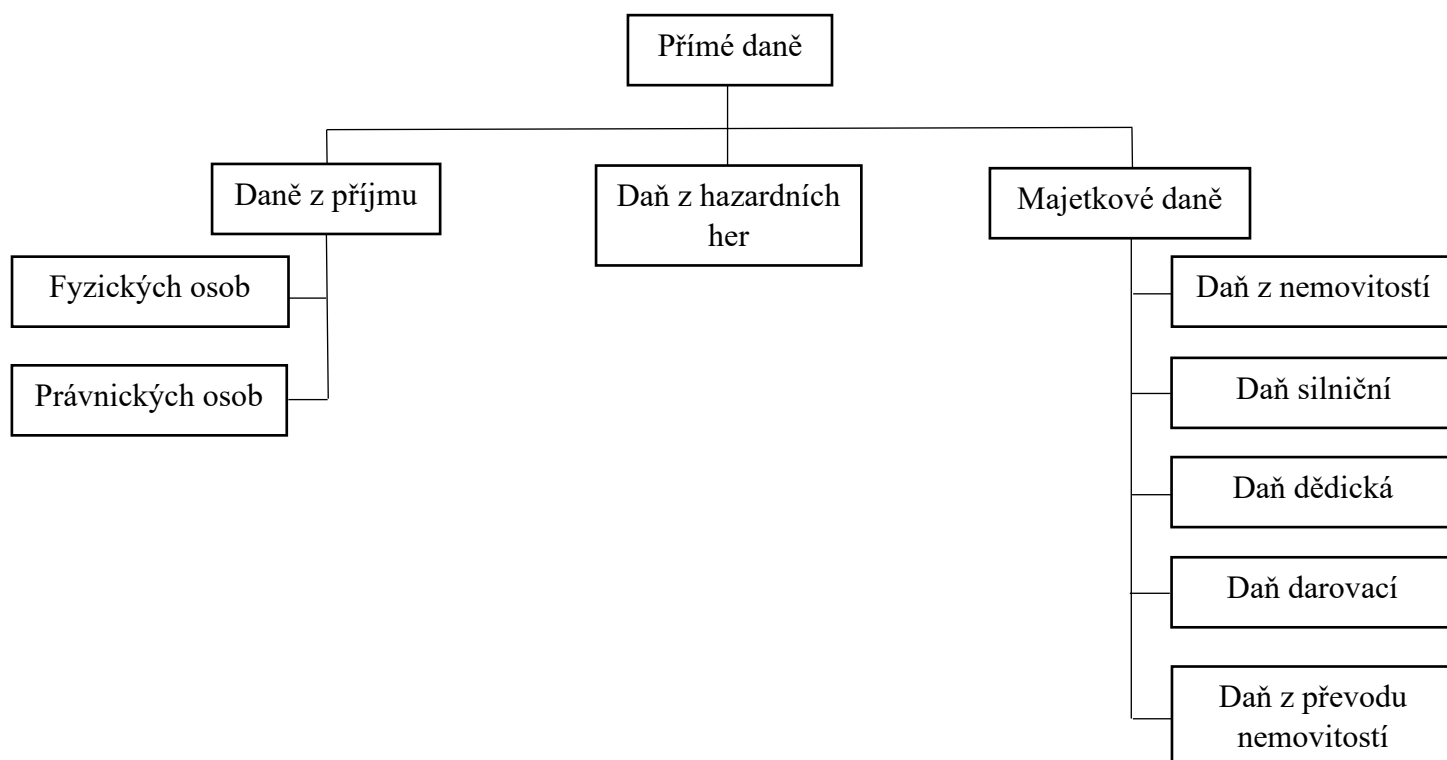 Přímé daně
Daně z příjmu
Daň z hazardních
her
Majetkové daně
Fyzických osob
Právnických osob
Daň z nemovitostí
Daň silniční
Daň dědická
Daň darovací
Daň z převodu
nemovitostí